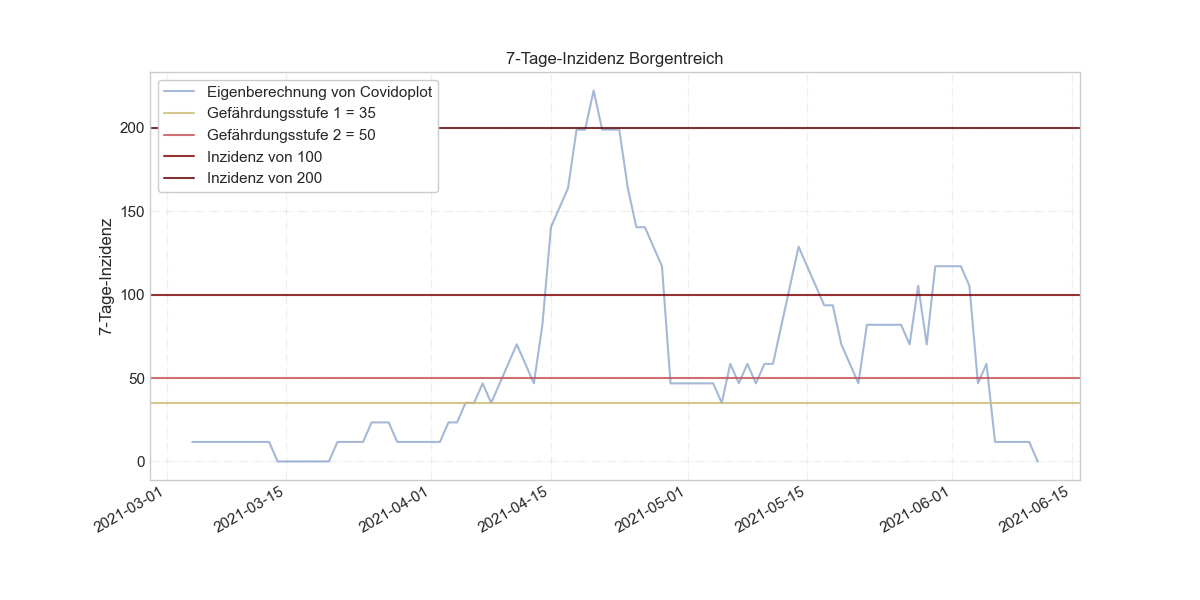 7-Tage-Inzidenz Borgentreich
Eigenberechnung von Covidoplot
Gefährdungsstufe 1 = 35
Gefährdungsstufe 2 = 50
Inzidenz von 100
Inzidenz von 200
7-Tage-Inzidenz
200
150
100
50
0
2021-03-01
2021-03-15
2021-04-01
2021-04-15
2021-05-01
2021-05-15
2021-06-01
2021-06-15